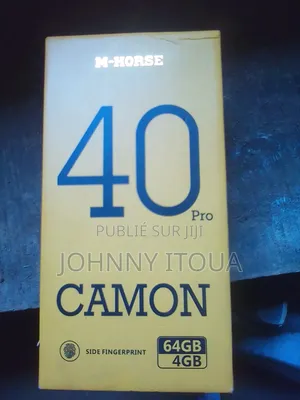 M-HORSE
40
Pro
PUBLIÉ SUR JIJI
JOHNNY ITOUA
CAMON
SIDE FINGERPRINT
64GB
4GB